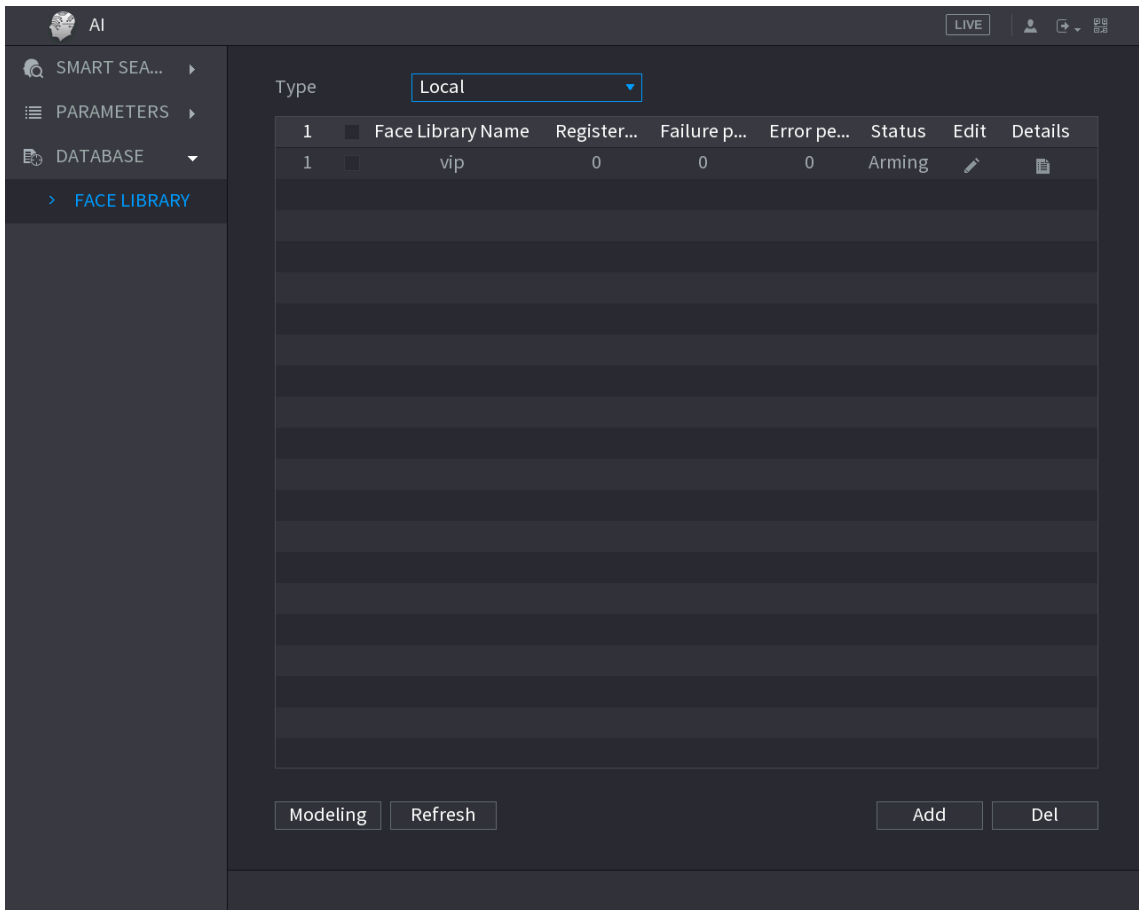 AI
LIVE
SMART SEA...
PARAMETERS
DATABASE
FACE LIBRARY
Type Local
1 Face Library Name Register... Failure p... Error pe... Status Edit Details
1 vip 0 0 0 Arming
Modeling Refresh Add Del